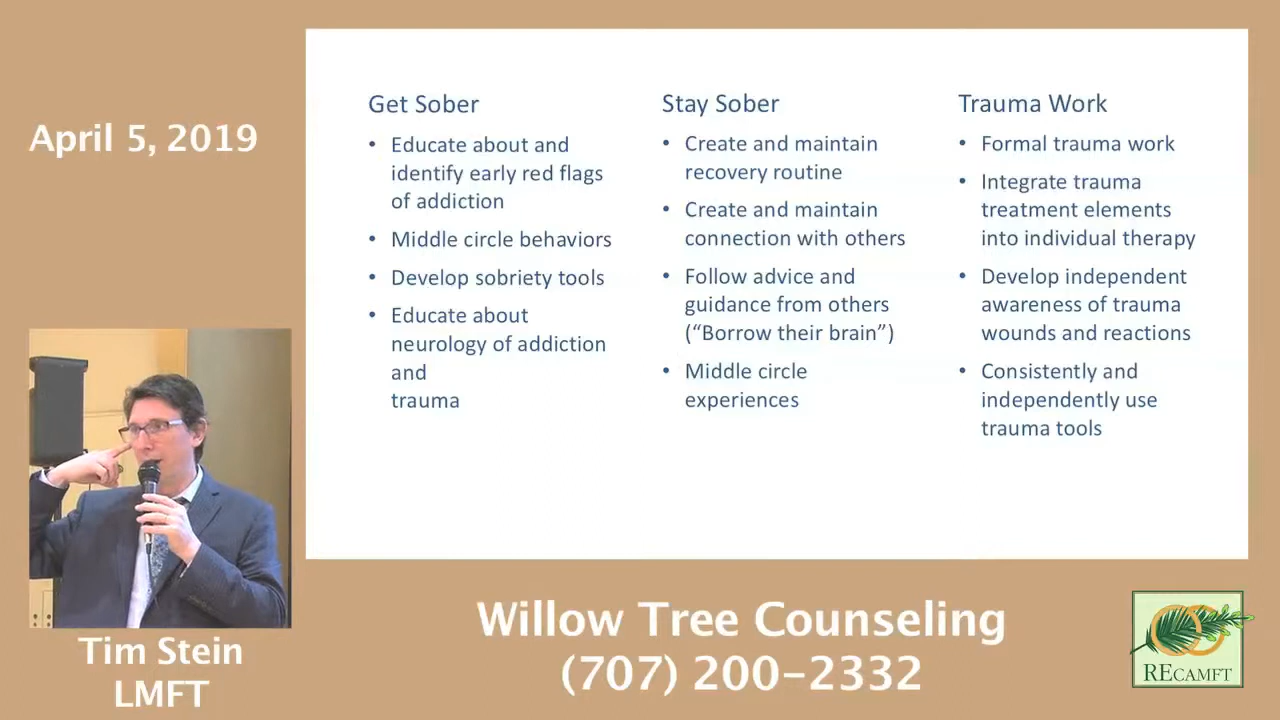 April 5, 2019
Get Sober
• Educate about and
identify early red flags
of addiction
• Middle circle behaviors
• Develop sobriety tools
• Educate about
neurology of addiction
and
trauma
Stay Sober
• Create and maintain
recovery routine
• Create and maintain
connection with others
• Follow advice and
guidance from others
(“Borrow their brain”)
• Middle circle
experiences
Trauma Work
• Formal trauma work
• Integrate trauma
treatment elements
into individual therapy
• Develop independent
awareness of trauma
wounds and reactions
• Consistently and
independently use
trauma tools
Tim Stein
LMFT
Willow Tree Counseling
(707) 200-2332
RECAMFT